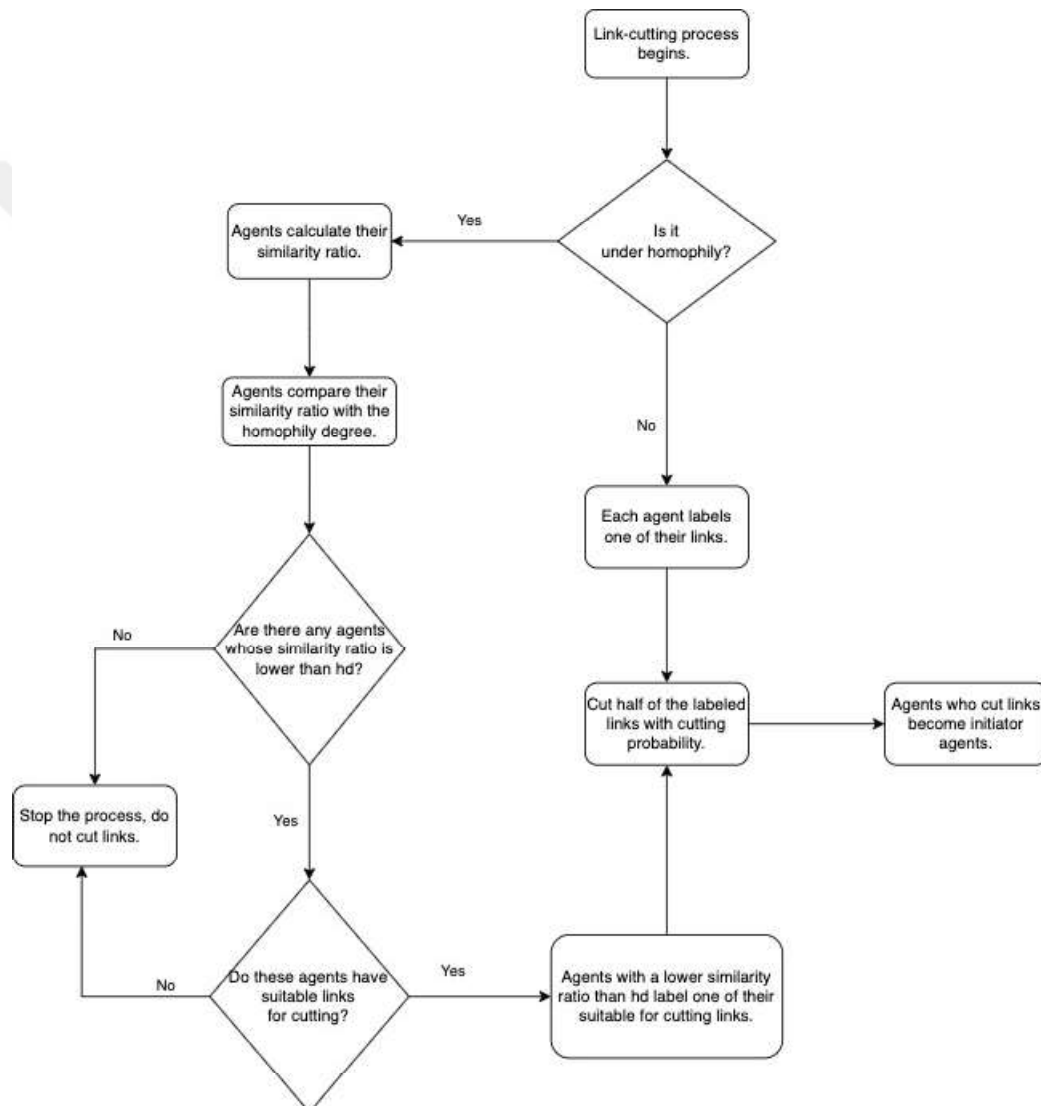 Link-cutting process
begins.
Is it
under homophily?
Yes
Agents calculate their
similarity ratio.
Agents compare their
similarity ratio with the
homophily degree.
No
Each agent labels
one of their links.
Are there any agents
whose similarity ratio is
lower than hd?
No
Cut half of the labeled
links with cutting
probability.
Agents who cut links
become initiator
agents.
Stop the process, do
not cut links.
Yes
Do these agents have
suitable links
for cutting?
No
Yes
Agents with a lower similarity
ratio than hd label one of their
suitable for cutting links.